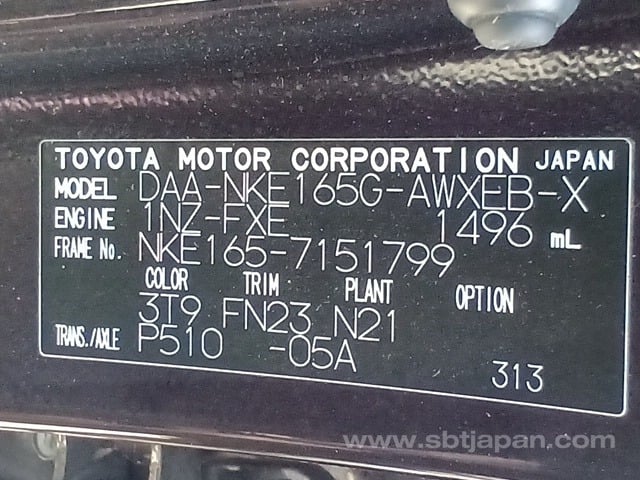 TOYOTA MOTOR CORPORATION JAPAN
MODEL DAA-NKE165G-AWXEB-X
ENGINE 1NZ-FXE 1496 mL
FRAME No. NKE165-7151799
COLOR TRIM PLANT OPTION
3T9 FN23 N21
TRANS./AXLE P510 -05A
313
www.sbtjapan.com